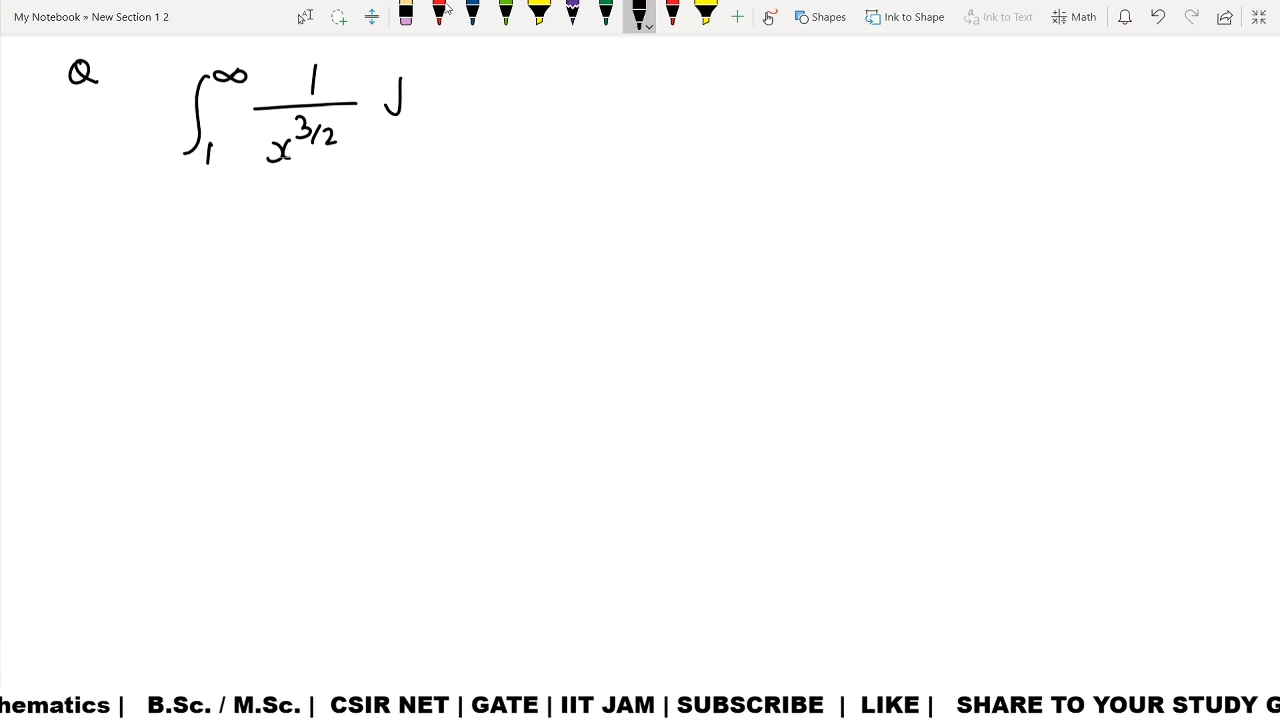 My Notebook » New Section 1 2
Shapes
Ink to Shape
Ink to Text
Math
Q ∫₁^∞ 1/x^(3/2) J
hematics | B.Sc. / M.Sc. | CSIR NET | GATE | IIT JAM | SUBSCRIBE | LIKE | SHARE TO YOUR STUDY G